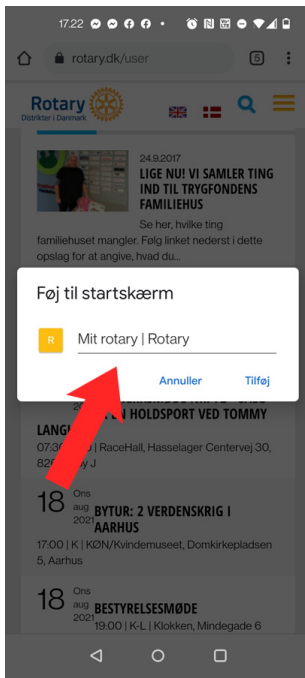 17.22
rotary.dk/user
5
Rotary
Distrikter i Danmark
24.9.2017
LIGE NU! VI SAMLER TING
IND TIL TRYGFONDENS
FAMILIEHUS
Se her, hvilke ting
familiehuset mangler. Følg linket nederst i dette
opslag for at angive, hvad du...
Føj til startskærm
R
Mit rotary | Rotary
Annuller
Tilføj
HOLDSPORT VED TOMMY
| RaceHall, Hasselager Centervej 30,
J
18
Ons
aug
2021
BYTUR: 2 VERDENSKRIG I
AARHUS
17:00 | K | KØN/Kvindemuseet, Domkirkepladsen
5, Aarhus
18
Ons
aug
2021
BESTYRELSESMØDE
19:00 | K-L | Klokken, Mindegade 6